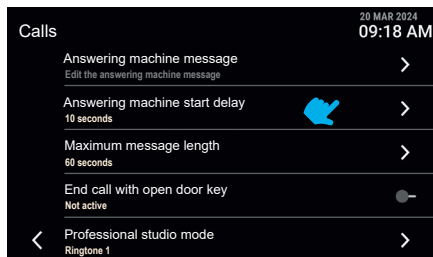 Calls
20 MAR 2024
09:18 AM
Answering machine message
Edit the answering machine message
Answering machine start delay
10 seconds
Maximum message length
60 seconds
End call with open door key
Not active
Professional studio mode
Ringtone 1